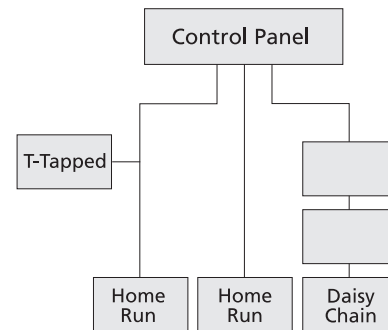 Control Panel
T-Tapped
Home
Run
Home
Run
Daisy
Chain